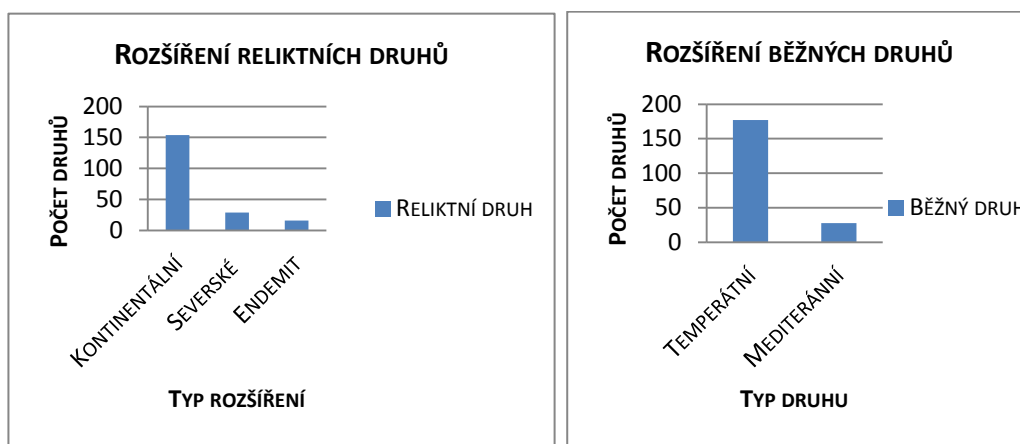 ROZŠÍŘENÍ RELIKTNÍCH DRUHŮ
POČET DRUHŮ
200
150
100
50
0
KONTINENTÁLNÍ
SEVERSKÉ
ENDEMIT
RELIKTNÍ DRUH
TYP ROZŠÍŘENÍ
ROZŠÍŘENÍ BĚŽNÝCH DRUHŮ
POČET DRUHŮ
200
150
100
50
0
TEMPERÁTNÍ
MEDITERÁNNÍ
BĚŽNÝ DRUH
TYP DRUHU